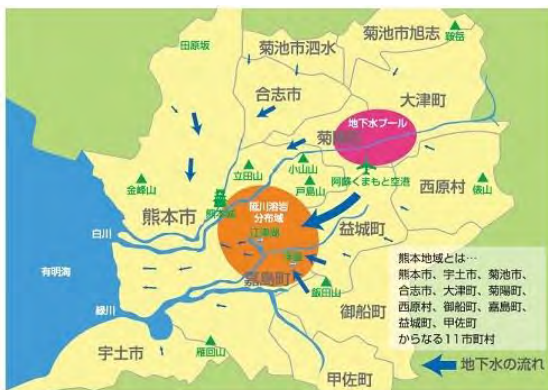 田原坂
菊池市泗水
菊池市旭志
鞍岳
合志市
大津町
地下水プール
菊陽町
立田山
小山山
戸島山
阿蘇くまもと空港
西原村
俵山
金峰山
熊本城
熊本市
砥川溶岩
分布域
江津湖
益城町
白川
有明海
嘉島町
飯田山
緑川
御船町
宇土市
雁回山
甲佐町
熊本地域とは…
熊本市、宇土市、菊池市、
合志市、大津町、菊陽町、
西原村、御船町、嘉島町、
益城町、甲佐町
からなる11市町村
地下水の流れ